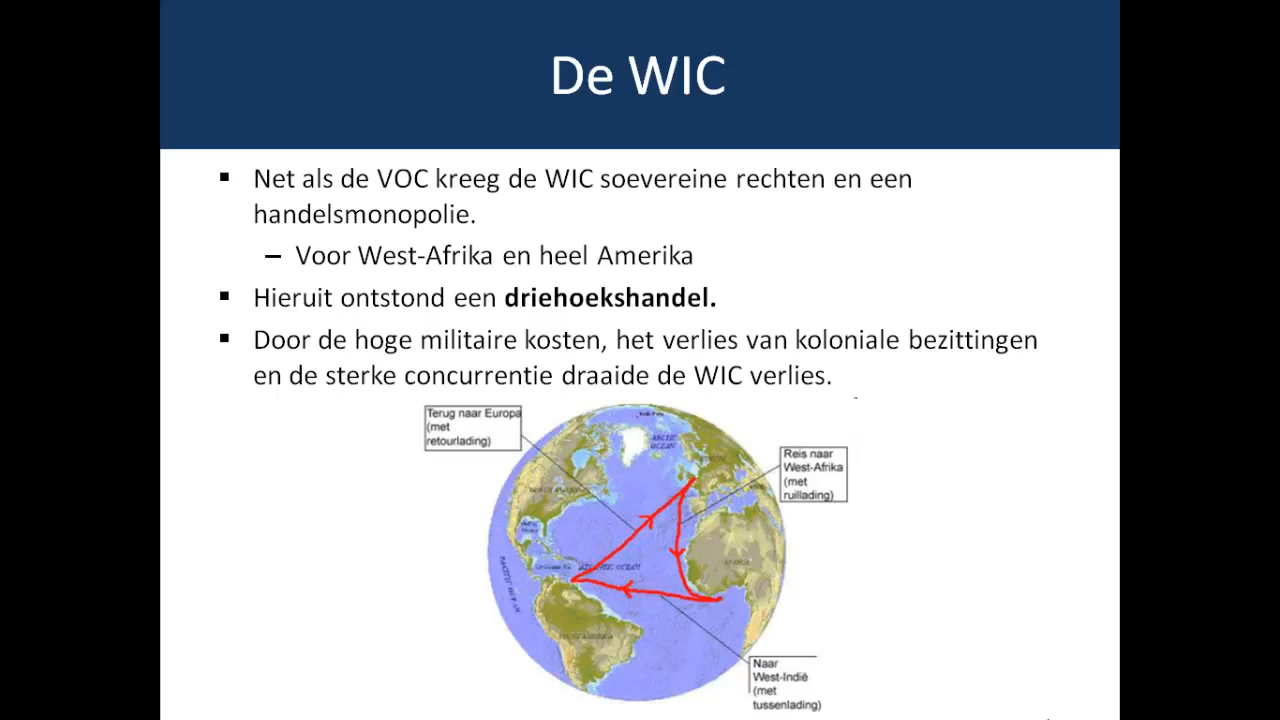 De WIC
▪ Net als de VOC kreeg de WIC soevereine rechten en een
handelsmonopolie.
– Voor West-Afrika en heel Amerika
▪ Hieruit ontstond een driehoekshandel.
▪ Door de hoge militaire kosten, het verlies van koloniale bezittingen
en de sterke concurrentie draaide de WIC verlies.
Terug naar Europa
(met
retourlading)
ARCTIC
OCEAN
Reis naar
West-Afrika
(met
ruillading)
OCEAN
Naar
West-Indië
(met
tussenlading)